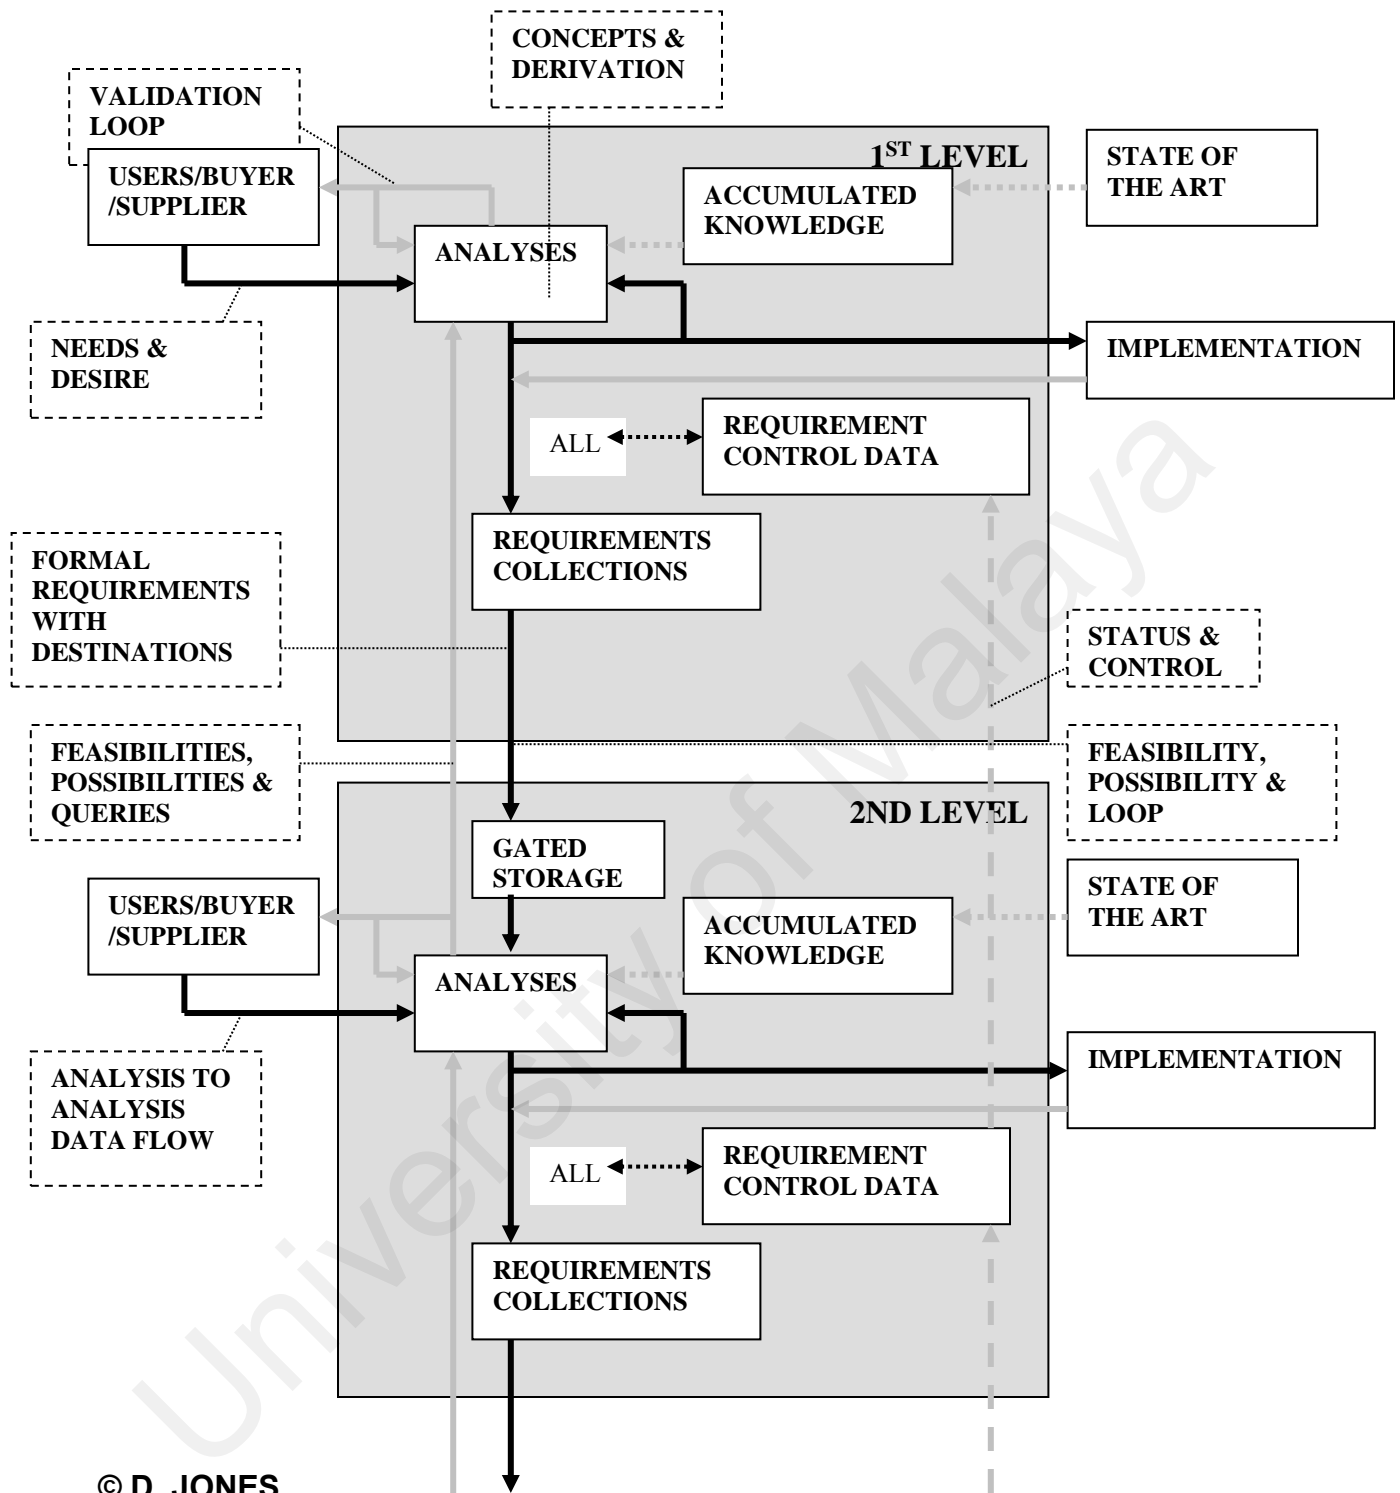 CONCEPTS &
DERIVATION
VALIDATION
LOOP
1ST LEVEL
STATE OF
THE ART
USERS/BUYER
/SUPPLIER
ACCUMULATED
KNOWLEDGE
ANALYSES
NEEDS &
DESIRE
IMPLEMENTATION
ALL
REQUIREMENT
CONTROL DATA
REQUIREMENTS
COLLECTIONS
FORMAL
REQUIREMENTS
WITH
DESTINATIONS
STATUS &
CONTROL
FEASIBILITIES,
POSSIBILITIES &
QUERIES
FEASIBILITY,
POSSIBILITY &
LOOP
2ND LEVEL
GATED
STORAGE
STATE OF
THE ART
USERS/BUYER
/SUPPLIER
ACCUMULATED
KNOWLEDGE
ANALYSES
IMPLEMENTATION
ANALYSIS TO
ANALYSIS
DATA FLOW
ALL
REQUIREMENT
CONTROL DATA
REQUIREMENTS
COLLECTIONS
© D. JONES
University of Malaya